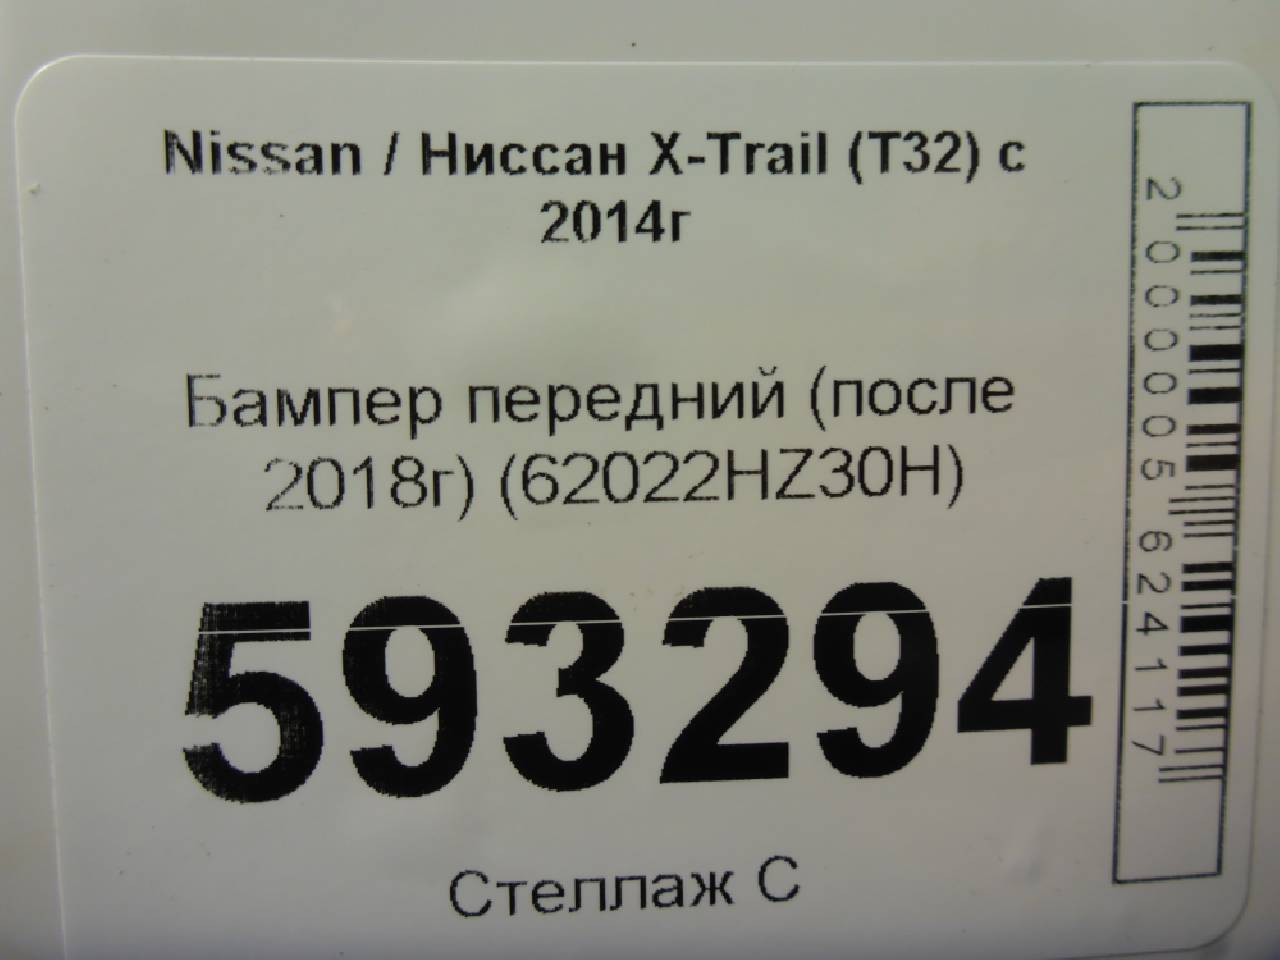 Nissan / Ниссан X-Trail (T32) с
2014г
Бампер передний (после
2018г) (62022HZ30H)
593294
Стеллаж С
2000005624117